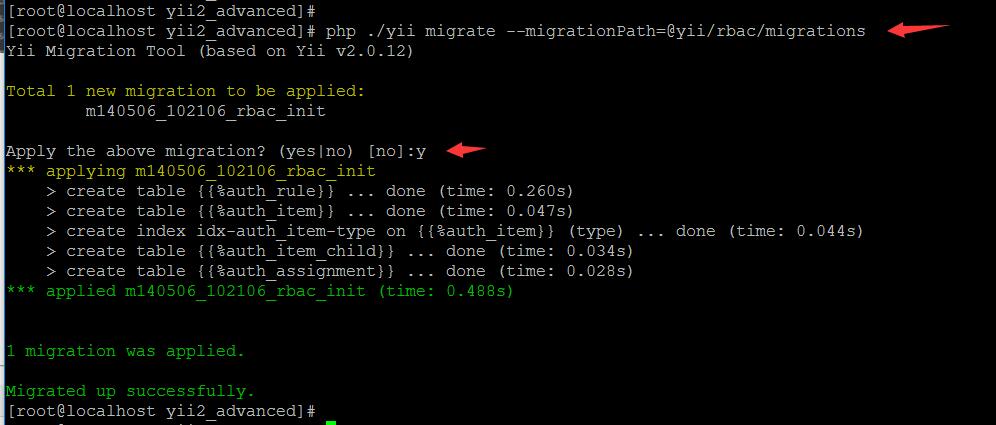 [root@localhost yii2_advanced]#
[root@localhost yii2_advanced]# php ./yii migrate --migrationPath=@yii/rbac/migrations
Yii Migration Tool (based on Yii v2.0.12)
Total 1 new migration to be applied:
        m140506_102106_rbac_init
Apply the above migration? (yes|no) [no]:y
*** applying m140506_102106_rbac_init
    > create table {{%auth_rule}} ... done (time: 0.260s)
    > create table {{%auth_item}} ... done (time: 0.047s)
    > create index idx-auth_item-type on {{%auth_item}} (type) ... done (time: 0.044s)
    > create table {{%auth_item_child}} ... done (time: 0.034s)
    > create table {{%auth_assignment}} ... done (time: 0.028s)
*** applied m140506_102106_rbac_init (time: 0.488s)
1 migration was applied.
Migrated up successfully.
[root@localhost yii2_advanced]#